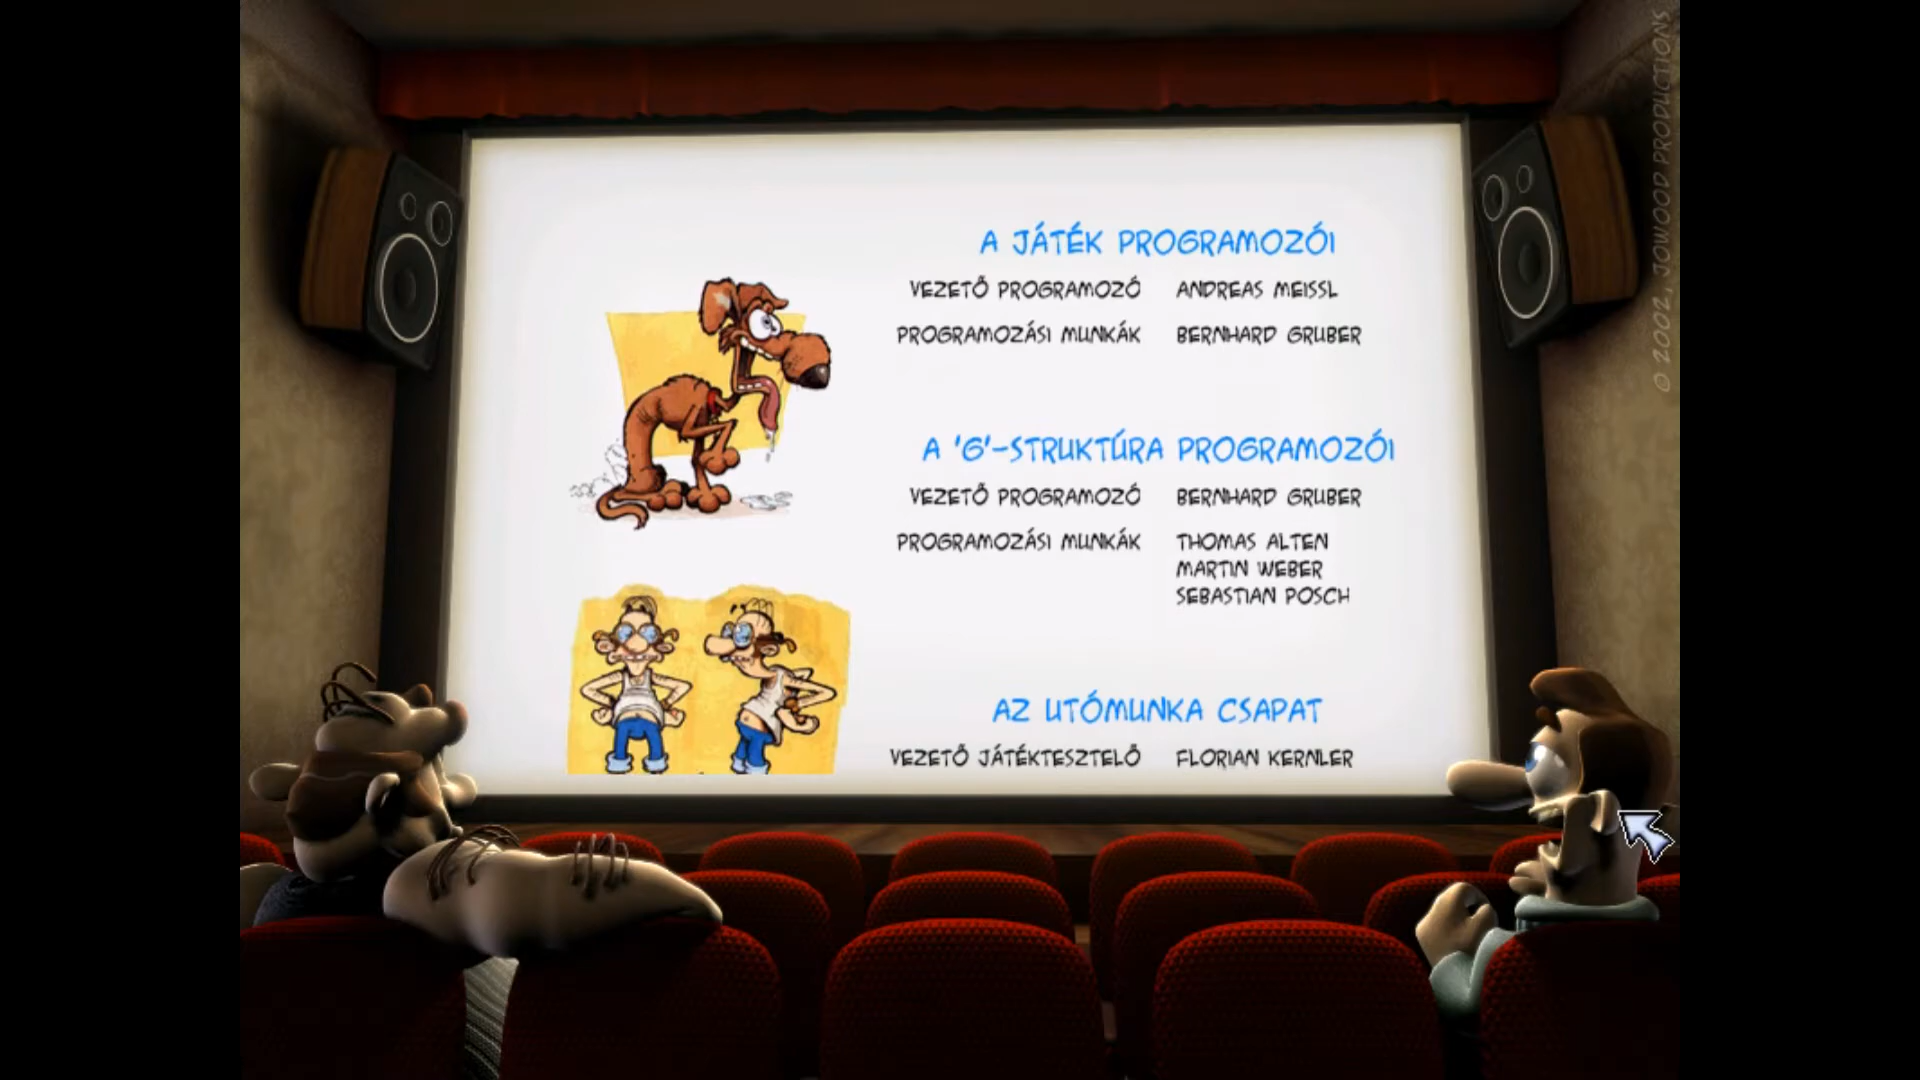 A JÁTÉK PROGRAMOZÓI
VEZETŐ PROGRAMOZÓ ANDREAS MEISSL
PROGRAMOZÁSI MUNKÁK BERNHARD GRUBER
A 'G'-STRUKTÚRA PROGRAMOZÓI
VEZETŐ PROGRAMOZÓ BERNHARD GRUBER
PROGRAMOZÁSI MUNKÁK THOMAS ALTEN
MARTIN WEBER
SEBASTIAN POSCH
AZ UTÓMUNKA CSAPAT
VEZETŐ JÁTÉKTESZTELŐ FLORIAN KERNLER
© 2002, JOWOOD PRODUCTIONS